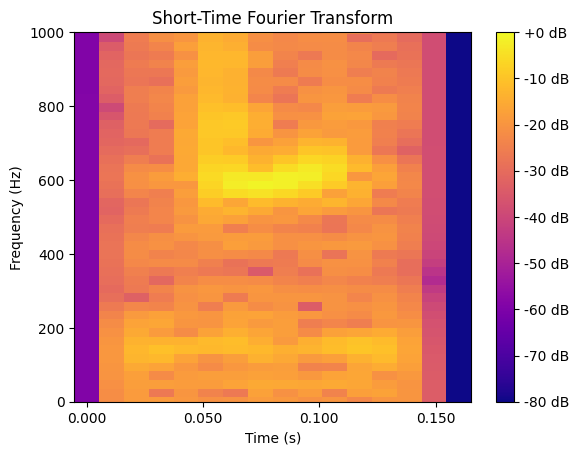 Short-Time Fourier Transform
1000
800
600
400
200
0
Frequency (Hz)
0.000
0.050
0.100
0.150
Time (s)
+0 dB
-10 dB
-20 dB
-30 dB
-40 dB
-50 dB
-60 dB
-70 dB
-80 dB